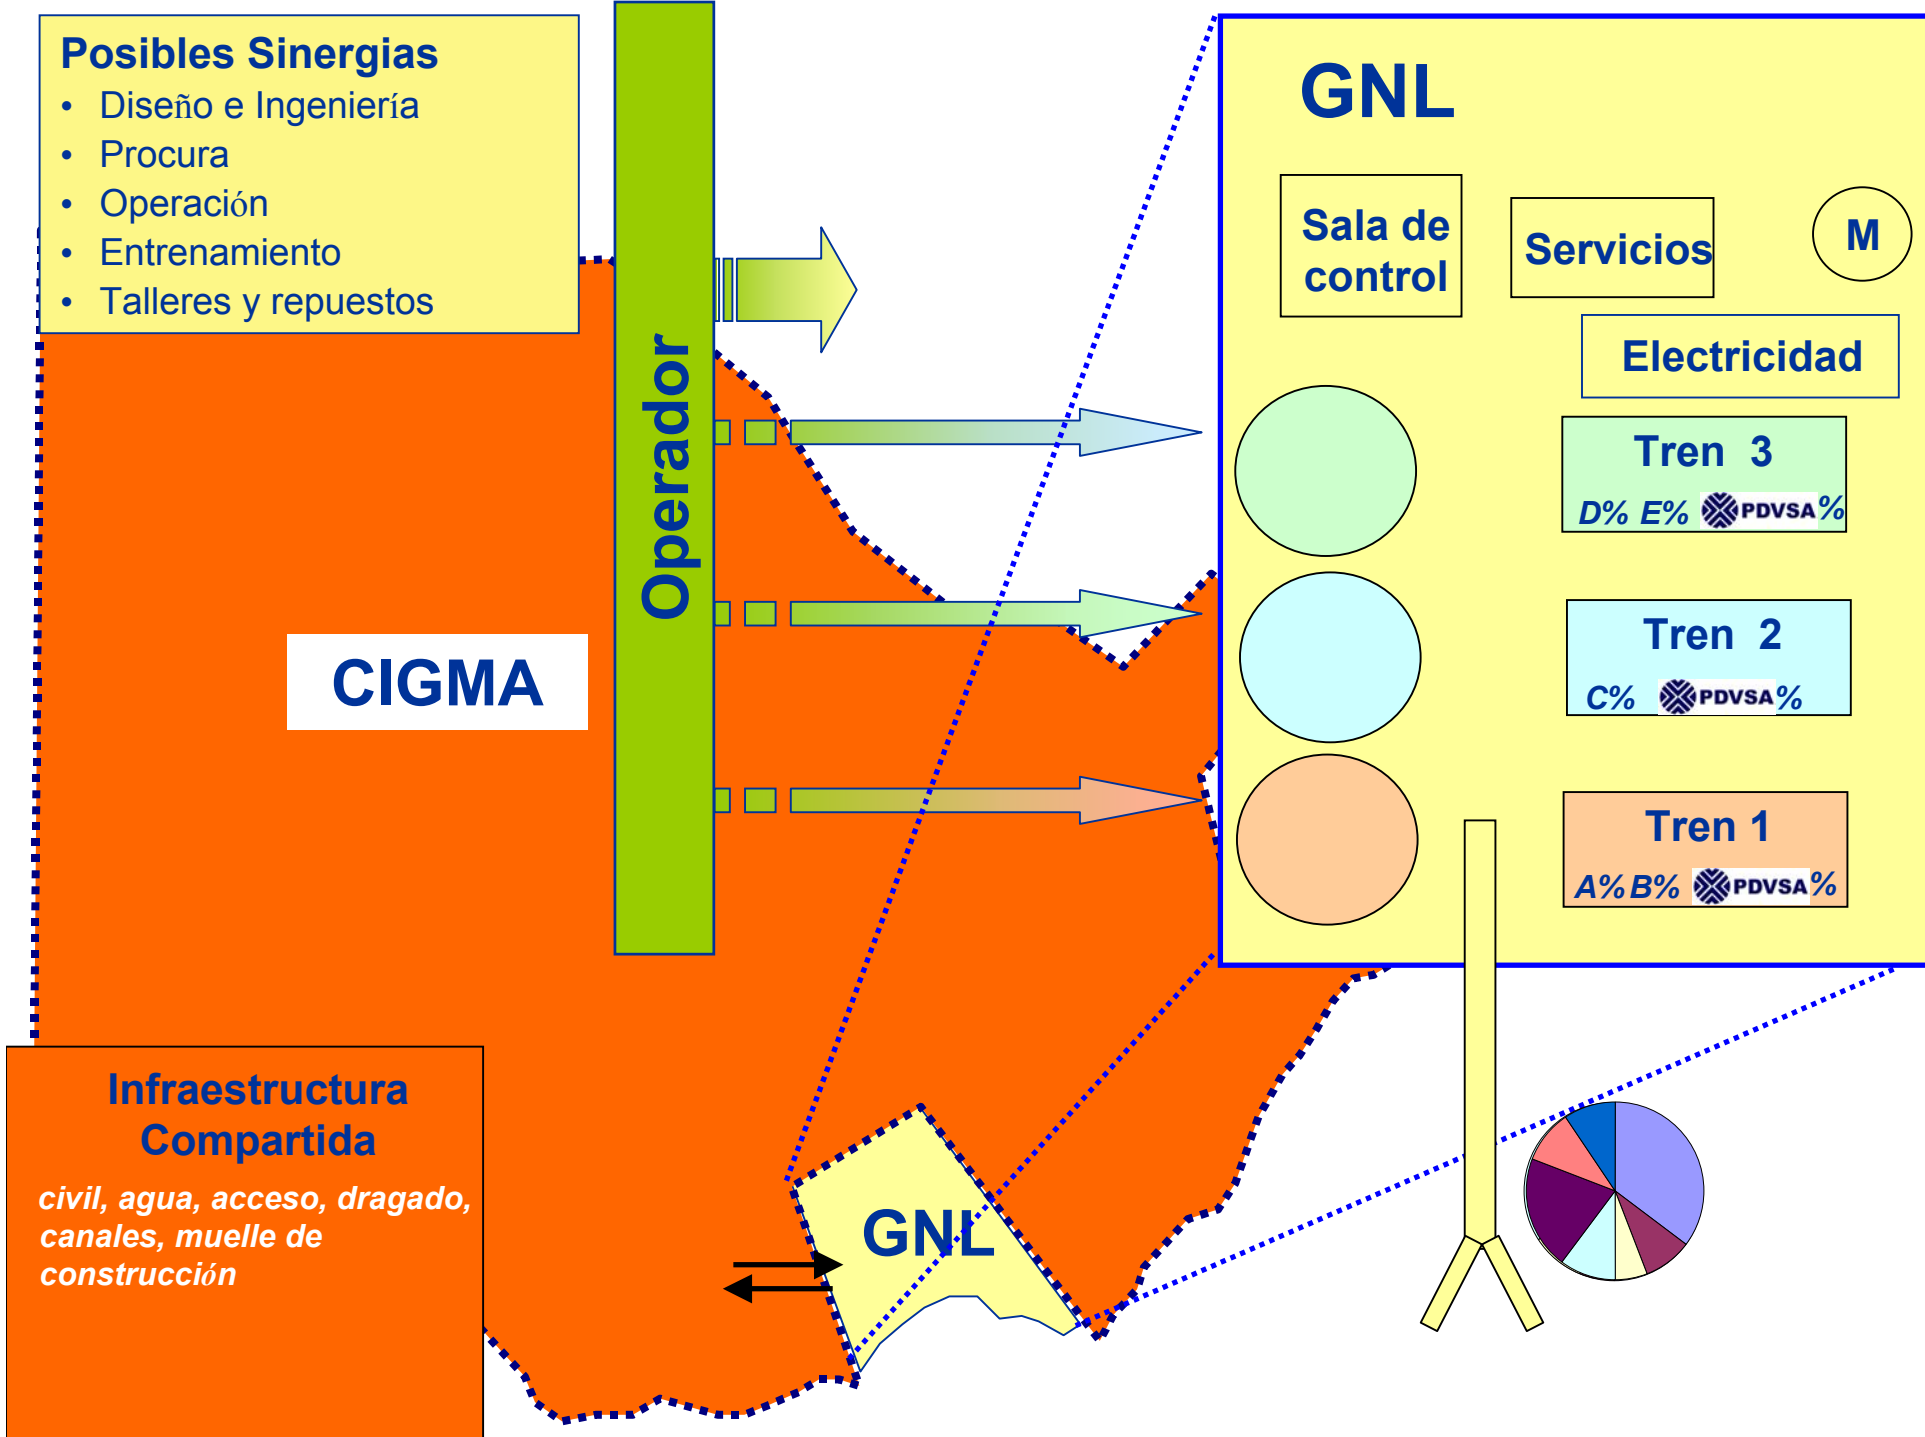 Posibles Sinergias
• Diseño e Ingeniería
• Procura
• Operación
• Entrenamiento
• Talleres y repuestos
Operador
CIGMA
Infraestructura
Compartida
civil, agua, acceso, dragado,
canales, muelle de
construcción
GNL
GNL
Sala de
control
Servicios
M
Electricidad
Tren 3
D% E% PDVSA %
Tren 2
C% PDVSA %
Tren 1
A% B% PDVSA %